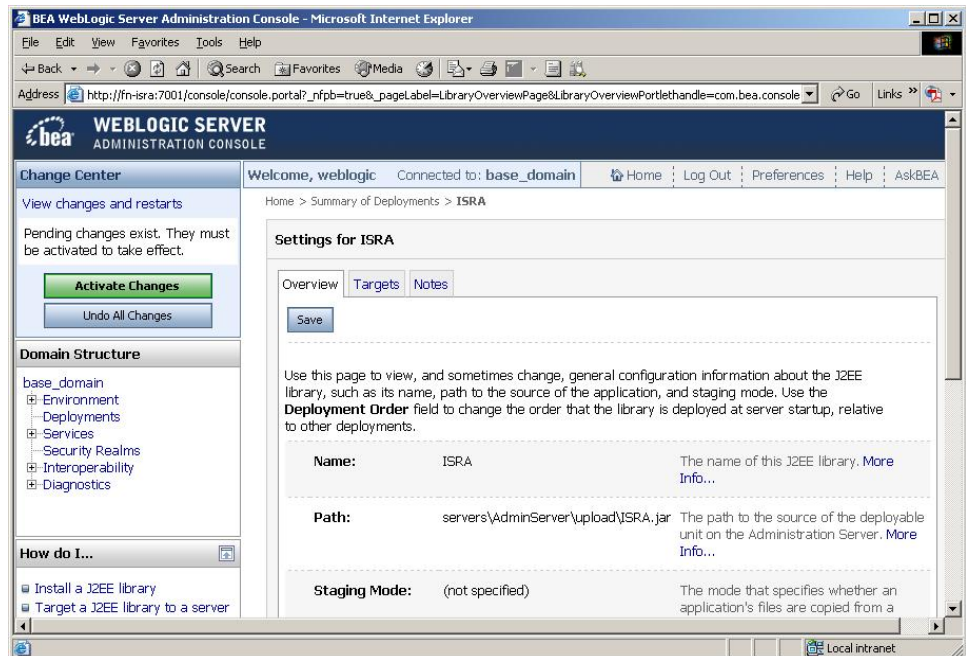 BEA WebLogic Server Administration Console - Microsoft Internet Explorer
File Edit View Favorites Tools Help
Back Search Favorites Media
Address http://fn-isra:7001/console/console.portal?_nfpb=true&_pageLabel=LibraryOverviewPage&LibraryOverviewPortlethandle=com.bea.console Go Links »
bea WEBLOGIC SERVER
ADMINISTRATION CONSOLE
Change Center
View changes and restarts
Pending changes exist. They must
be activated to take effect.
Activate Changes
Undo All Changes
Domain Structure
base_domain
Environment
Deployments
Services
Security Realms
Interoperability
Diagnostics
How do I...
Install a J2EE library
Target a J2EE library to a server
Welcome, weblogic Connected to: base_domain Home Log Out Preferences Help AskBEA
Home > Summary of Deployments > ISRA
Settings for ISRA
Overview Targets Notes
Save
Use this page to view, and sometimes change, general configuration information about the J2EE
library, such as its name, path to the source of the application, and staging mode. Use the
Deployment Order field to change the order that the library is deployed at server startup, relative
to other deployments.
Name: ISRA The name of this J2EE library. More
Info...
Path: servers\AdminServer\upload\ISRA.jar The path to the source of the deployable
unit on the Administration Server. More
Info...
Staging Mode: (not specified) The mode that specifies whether an
application's files are copied from a
Local intranet